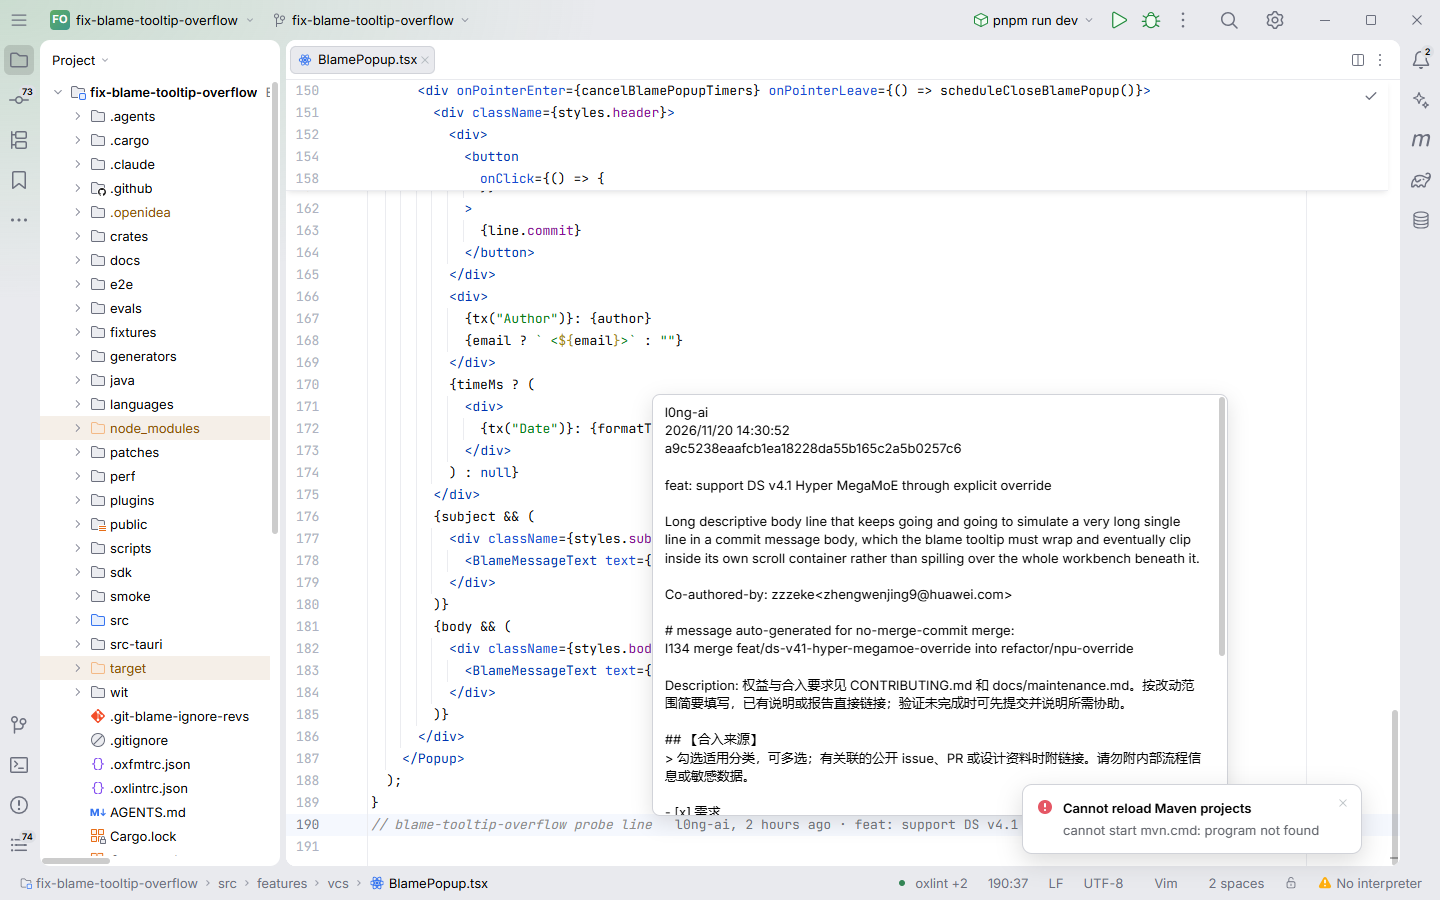 FO fix-blame-tooltip-overflow
fix-blame-tooltip-overflow
pnpm run dev
Project
BlamePopup.tsx
73
2
74
fix-blame-tooltip-overflow
.agents
.cargo
.claude
.github
.openidea
crates
docs
e2e
evals
fixtures
generators
java
languages
node_modules
patches
perf
plugins
public
scripts
sdk
smoke
src
src-tauri
target
wit
.git-blame-ignore-revs
.gitignore
.oxfmtrc.json
.oxlintrc.json
AGENTS.md
Cargo.lock
150 <div onPointerEnter={cancelBlamePopupTimers} onPointerLeave={() => scheduleCloseBlamePopup()}>
151 <div className={styles.header}>
152 <div>
154 <button
158 onClick={() => {
162 >
163 {line.commit}
164 </button>
165 </div>
166 <div>
167 {tx("Author")}: {author}
168 {email ? ` <${email}>` : ""}
169 </div>
170 {timeMs ? (
171 <div>
172 {tx("Date")}: {formatT
173 </div>
174 ) : null}
175 </div>
176 {subject && (
177 <div className={styles.sub
178 <BlameMessageText text={
179 </div>
180 )}
181 {body && (
182 <div className={styles.bod
183 <BlameMessageText text={
184 </div>
185 )}
186 </div>
187 </Popup>
188 );
189 }
190 // blame-tooltip-overflow probe line l0ng-ai, 2 hours ago · feat: support DS v4.1
191
l0ng-ai
2026/11/20 14:30:52
a9c5238eaafcb1ea18228da55b165c2a5b0257c6
feat: support DS v4.1 Hyper MegaMoE through explicit override
Long descriptive body line that keeps going and going to simulate a very long single
line in a commit message body, which the blame tooltip must wrap and eventually clip
inside its own scroll container rather than spilling over the whole workbench beneath it.
Co-authored-by: zzzeke<zhengwenjing9@huawei.com>
# message auto-generated for no-merge-commit merge:
!134 merge feat/ds-v41-hyper-megamoe-override into refactor/npu-override
Description: 权益与合入要求见 CONTRIBUTING.md 和 docs/maintenance.md。按改动范
围简要填写，已有说明或报告直接链接；验证未完成时可先提交并说明所需协助。
## 【合入来源】
> 勾选适用分类，可多选；有关联的公开 issue、PR 或设计资料时附链接。请勿附内部流程信
息或敏感数据。
- [x] 需求
Cannot reload Maven projects
cannot start mvn.cmd: program not found
fix-blame-tooltip-overflow > src > features > vcs > BlamePopup.tsx
oxlint +2 190:37 LF UTF-8 Vim 2 spaces No interpreter